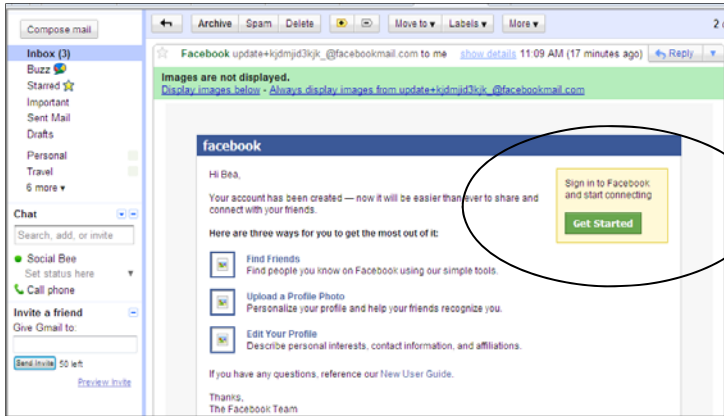 Compose mail
Inbox (3)
Buzz
Starred
Important
Sent Mail
Drafts
Personal
Travel
6 more ▾
Chat
Search, add, or invite
Social Bee
Set status here
Call phone
Invite a friend
Give Gmail to:
Send Invite 50 left
Preview Invite
Archive Spam Delete Move to ▾ Labels ▾ More ▾ 2
Facebook update+kjdmjid3kjk_@facebookmail.com to me show details 11:09 AM (17 minutes ago) Reply
Images are not displayed.
Display images below - Always display images from update+kjdmjid3kjk_@facebookmail.com
facebook
Hi Bea,
Your account has been created — now it will be easier than ever to share and
connect with your friends.
Here are three ways for you to get the most out of it:
Find Friends
Find people you know on Facebook using our simple tools.
Upload a Profile Photo
Personalize your profile and help your friends recognize you.
Edit Your Profile
Describe personal interests, contact information, and affiliations.
If you have any questions, reference our New User Guide.
Thanks,
The Facebook Team
Sign in to Facebook
and start connecting
Get Started